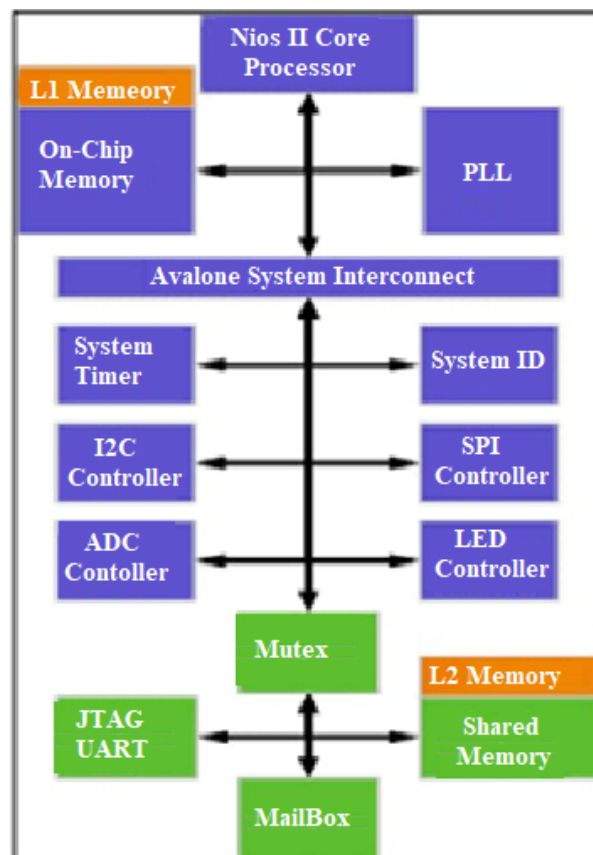 Nios II Core
Processor
L1 Memeory
On-Chip
Memory
PLL
Avalone System Interconnect
System
Timer
System ID
I2C
Controller
SPI
Controller
ADC
Contoller
LED
Controller
Mutex
L2 Memory
JTAG
UART
Shared
Memory
MailBox